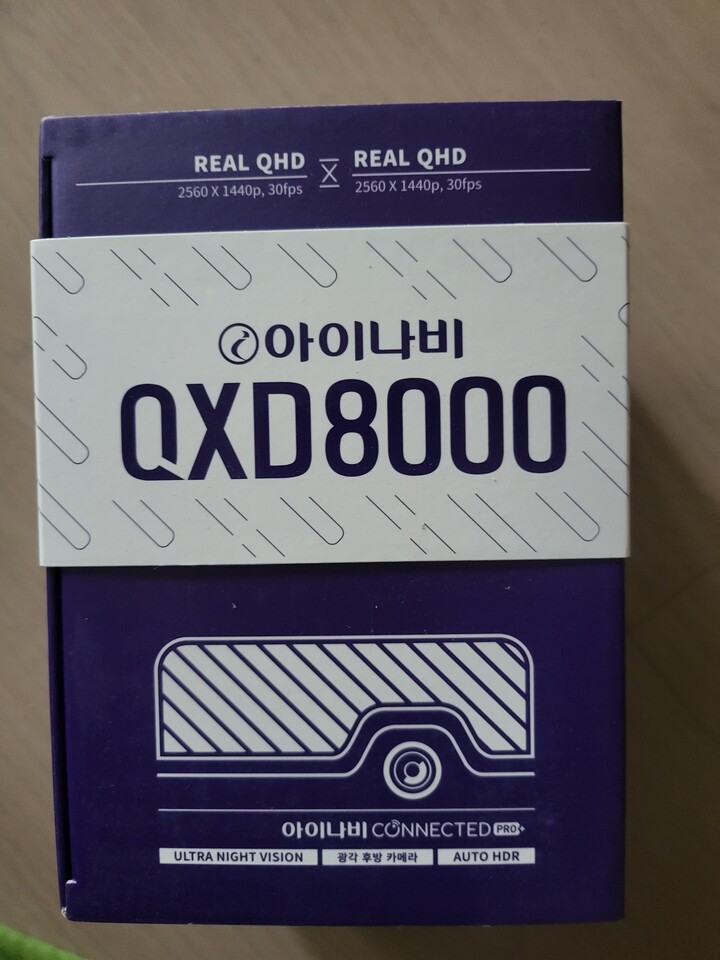 REAL QHD X REAL QHD
2560 X 1440p, 30fps 2560 X 1440p, 30fps
아이나비
QXD8000
아이나비 CONNECTED PRO+
ULTRA NIGHT VISION 광각 후방 카메라 AUTO HDR